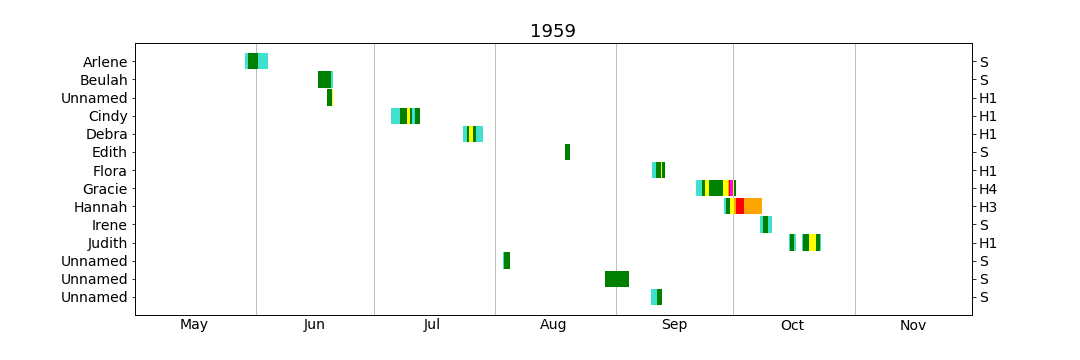 1959
Arlene S
Beulah S
Unnamed H1
Cindy H1
Debra H1
Edith S
Flora H1
Gracie H4
Hannah H3
Irene S
Judith H1
Unnamed S
Unnamed S
Unnamed S
May Jun Jul Aug Sep Oct Nov